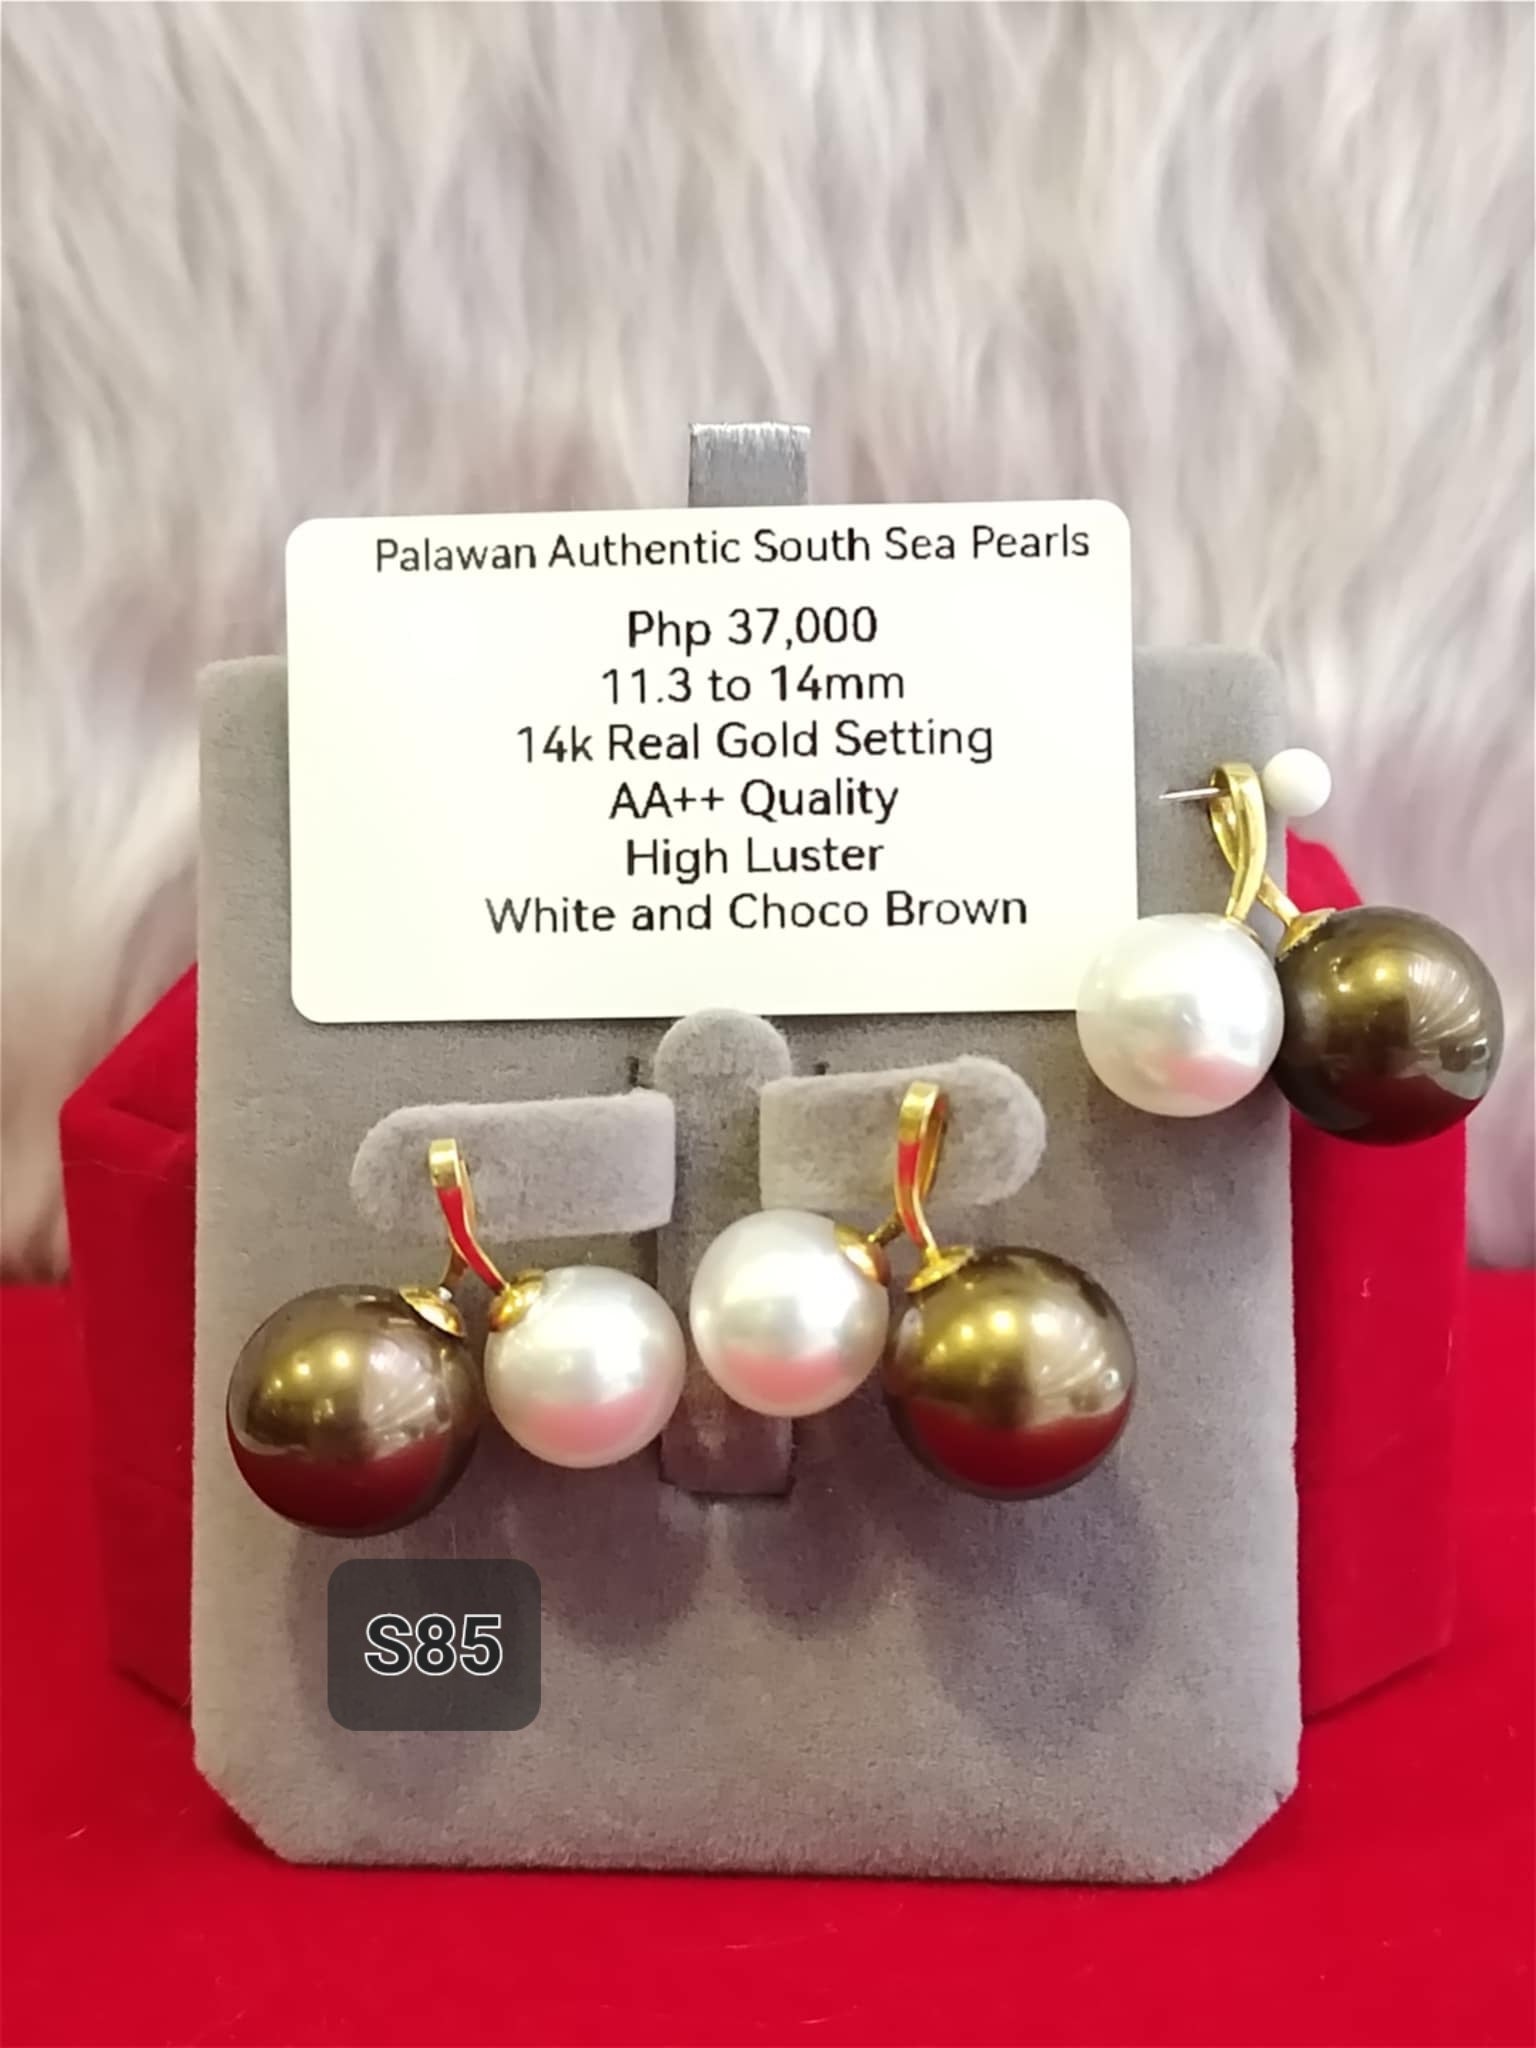 Palawan Authentic South Sea Pearls
Php 37,000
11.3 to 14mm
14k Real Gold Setting
AA++ Quality
High Luster
White and Choco Brown
S85